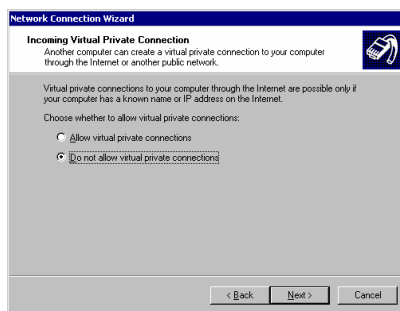 Network Connection Wizard
Incoming Virtual Private Connection
Another computer can create a virtual private connection to your computer
through the Internet or another public network.
Virtual private connections to your computer through the Internet are possible only if
your computer has a known name or IP address on the Internet.
Choose whether to allow virtual private connections:
Allow virtual private connections
Do not allow virtual private connections
< Back
Next >
Cancel